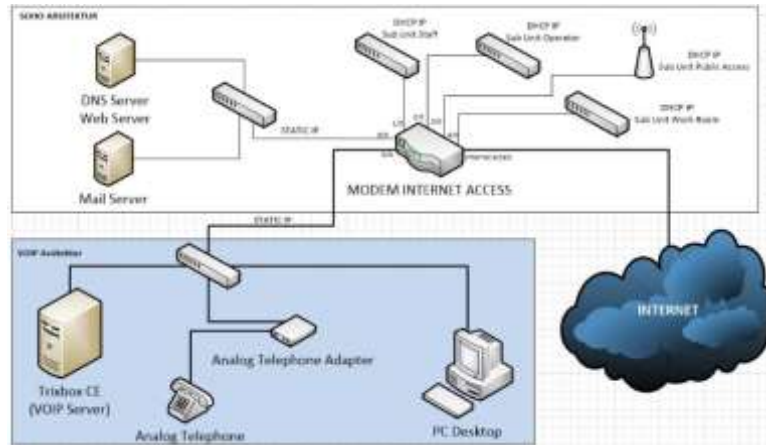 SOHO ARSITEKTUR
DHCP IP
Sub Unit Staff
DHCP IP
Sub Unit Operator
DHCP IP
Sub Unit Public Access
DHCP IP
Sub Unit Work Room
DNS Server
Web Server
STATIC IP
Mail Server
MODEM INTERNET ACCESS
STATIC IP
INTERNET
Analog Telephone Adapter
Trixbox CE
(VOIP Server)
Analog Telephone
PC Desktop